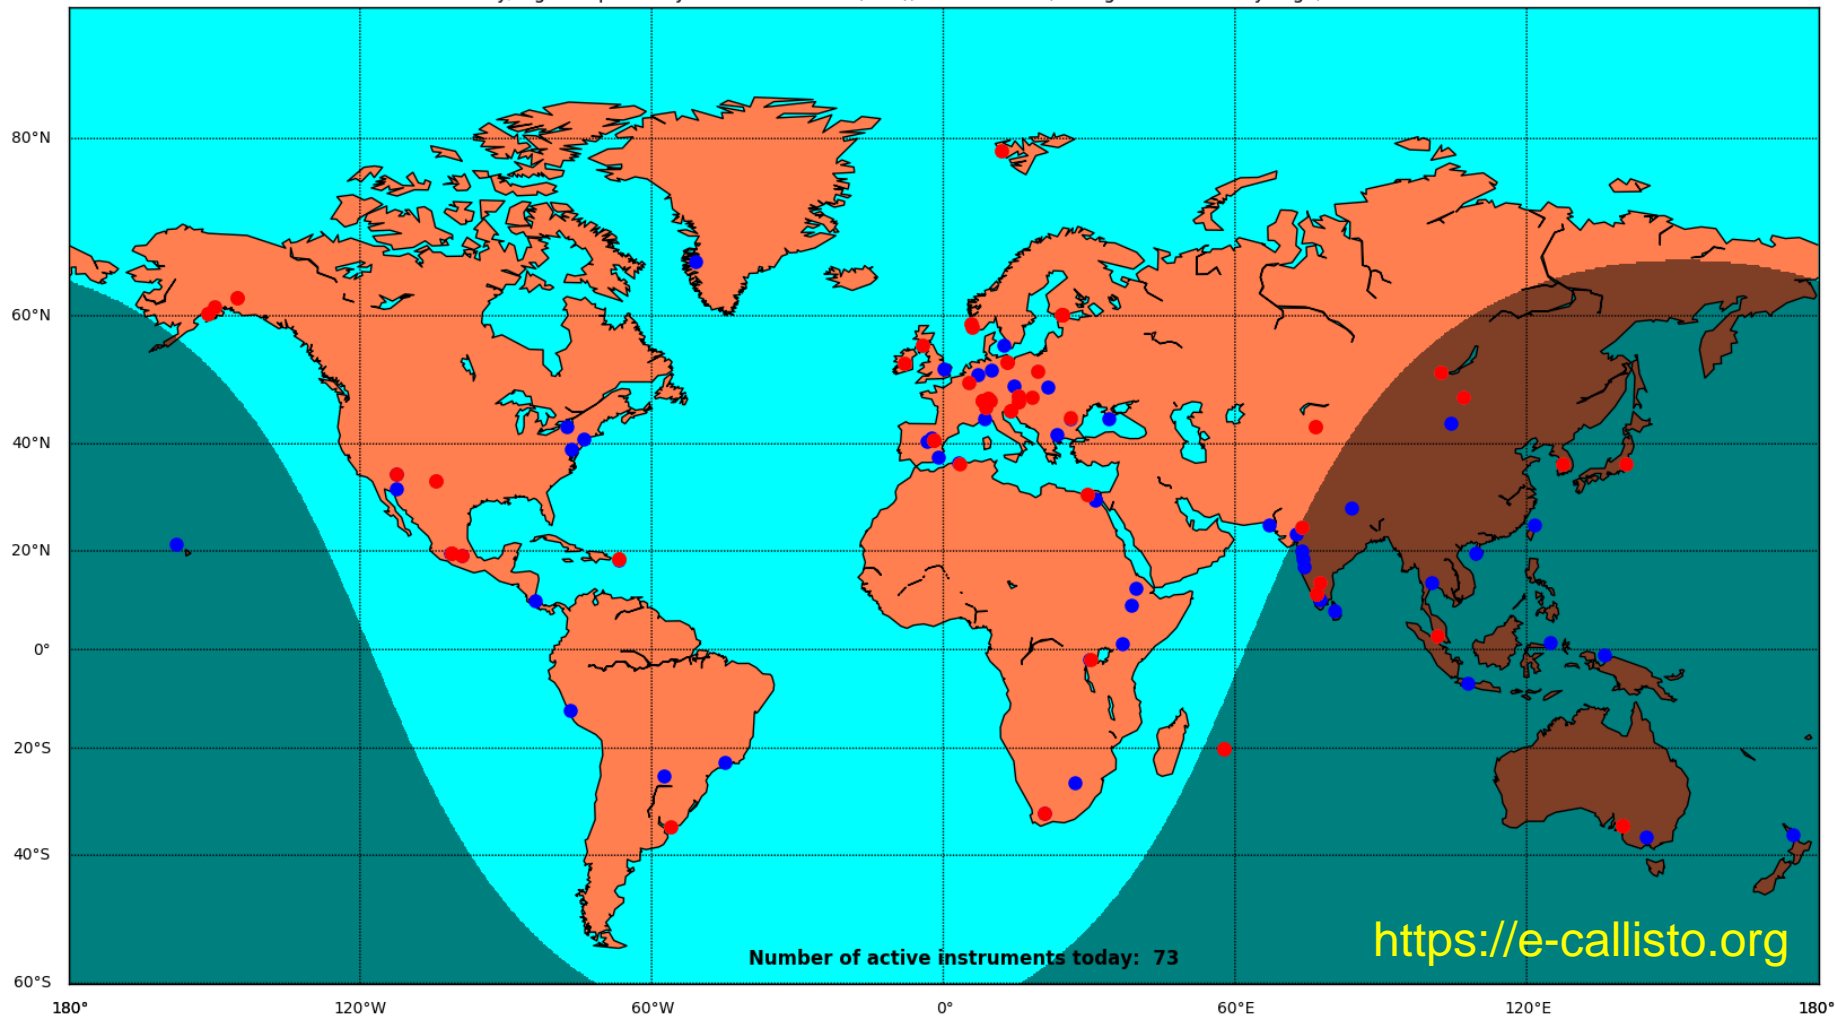 80°N
60°N
40°N
20°N
0°
20°S
40°S
60°S
Number of active instruments today: 73
https://e-callisto.org
180° 120°W 60°W 0° 60°E 120°E 180°